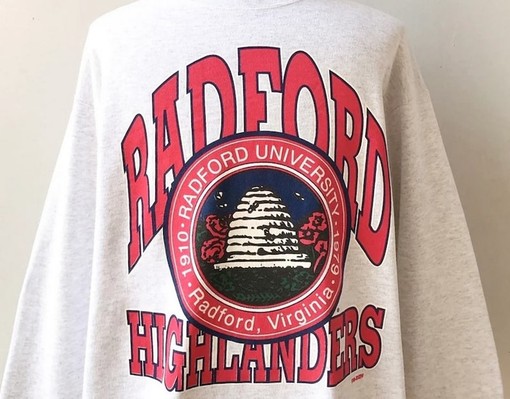 RADFORD
1910 · RADFORD UNIVERSITY · 1979
Radford, Virginia
HIGHLANDERS